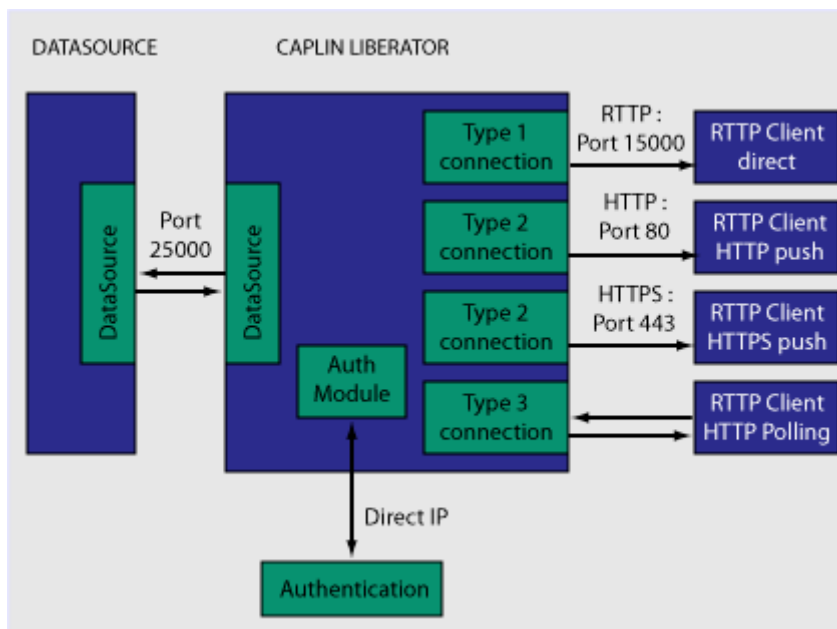 DATASOURCE
CAPLIN LIBERATOR
DataSource
Port
25000
DataSource
Type 1
connection
RTTP :
Port 15000
RTTP Client
direct
Type 2
connection
HTTP :
Port 80
RTTP Client
HTTP push
Type 2
connection
HTTPS :
Port 443
RTTP Client
HTTPS push
Auth
Module
Type 3
connection
RTTP Client
HTTP Polling
Direct IP
Authentication